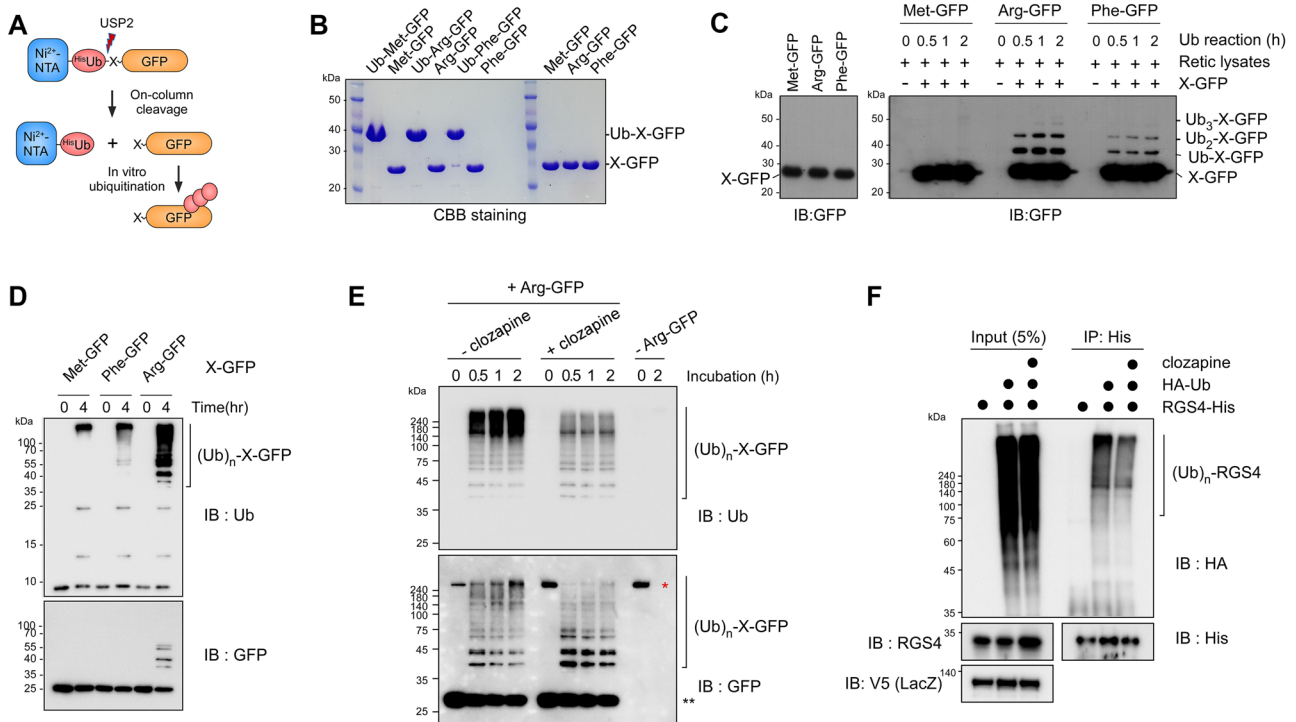 A
USP2
Ni2+-
NTA
HisUb
X
GFP
On-column
cleavage
Ni2+-
NTA
HisUb
+
X
GFP
In vitro
ubiquitination
X
GFP
B
Ub-Met-GFP
Met-GFP
Ub-Arg-GFP
Arg-GFP
Ub-Phe-GFP
Phe-GFP
Met-GFP
Arg-GFP
Phe-GFP
kDa
50
40
30
20
Ub-X-GFP
X-GFP
CBB staining
C
Met-GFP
Arg-GFP
Phe-GFP
kDa
50
40
30
20
X-GFP
IB:GFP
Met-GFP Arg-GFP Phe-GFP
0 0.5 1 2 0 0.5 1 2 0 0.5 1 2 Ub reaction (h)
+ + + + + + + + + + + + Retic lysates
- + + + - + + + - + + + X-GFP
kDa
50
40
30
20
Ub3-X-GFP
Ub2-X-GFP
Ub-X-GFP
X-GFP
IB:GFP
D
Met-GFP
Phe-GFP
Arg-GFP
X-GFP
0 4 0 4 0 4 Time(hr)
kDa
100
70
55
40
35
25
15
10
(Ub)n-X-GFP
IB : Ub
100
70
55
40
35
25
IB : GFP
E
+ Arg-GFP
- clozapine
+ clozapine
- Arg-GFP
0 0.5 1 2 0 0.5 1 2 0 2 Incubation (h)
kDa
240
180
140
100
75
45
35
25
(Ub)n-X-GFP
IB : Ub
240
180
140
100
75
45
35
25
*
(Ub)n-X-GFP
IB : GFP
**
F
Input (5%) IP: His
clozapine
HA-Ub
RGS4-His
kDa
240
180
140
100
75
60
45
35
(Ub)n-RGS4
IB : HA
IB : RGS4
35
IB : His
IB: V5 (LacZ)
140